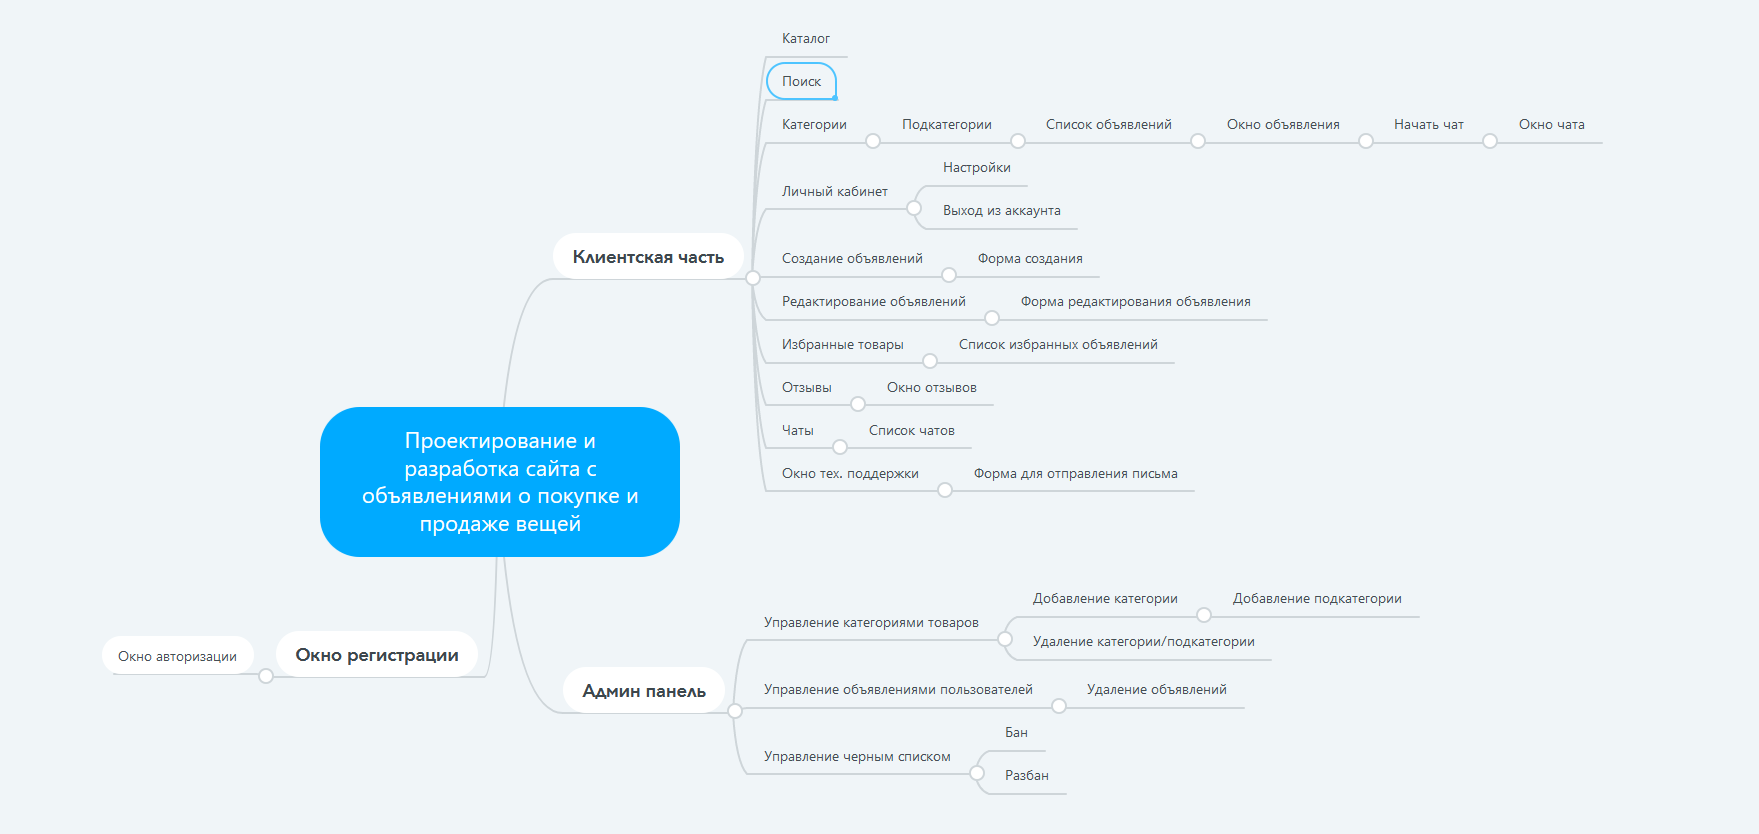 Каталог
Поиск
Категории
Подкатегории
Список объявлений
Окно объявления
Начать чат
Окно чата
Личный кабинет
Настройки
Выход из аккаунта
Клиентская часть
Создание объявлений
Форма создания
Редактирование объявлений
Форма редактирования объявления
Избранные товары
Список избранных объявлений
Отзывы
Окно отзывов
Чаты
Список чатов
Окно тех. поддержки
Форма для отправления письма
Проектирование и
разработка сайта с
объявлениями о покупке и
продаже вещей
Окно регистрации
Окно авторизации
Админ панель
Управление категориями товаров
Добавление категории
Добавление подкатегории
Удаление категории/подкатегории
Управление объявлениями пользователей
Удаление объявлений
Управление черным списком
Бан
Разбан